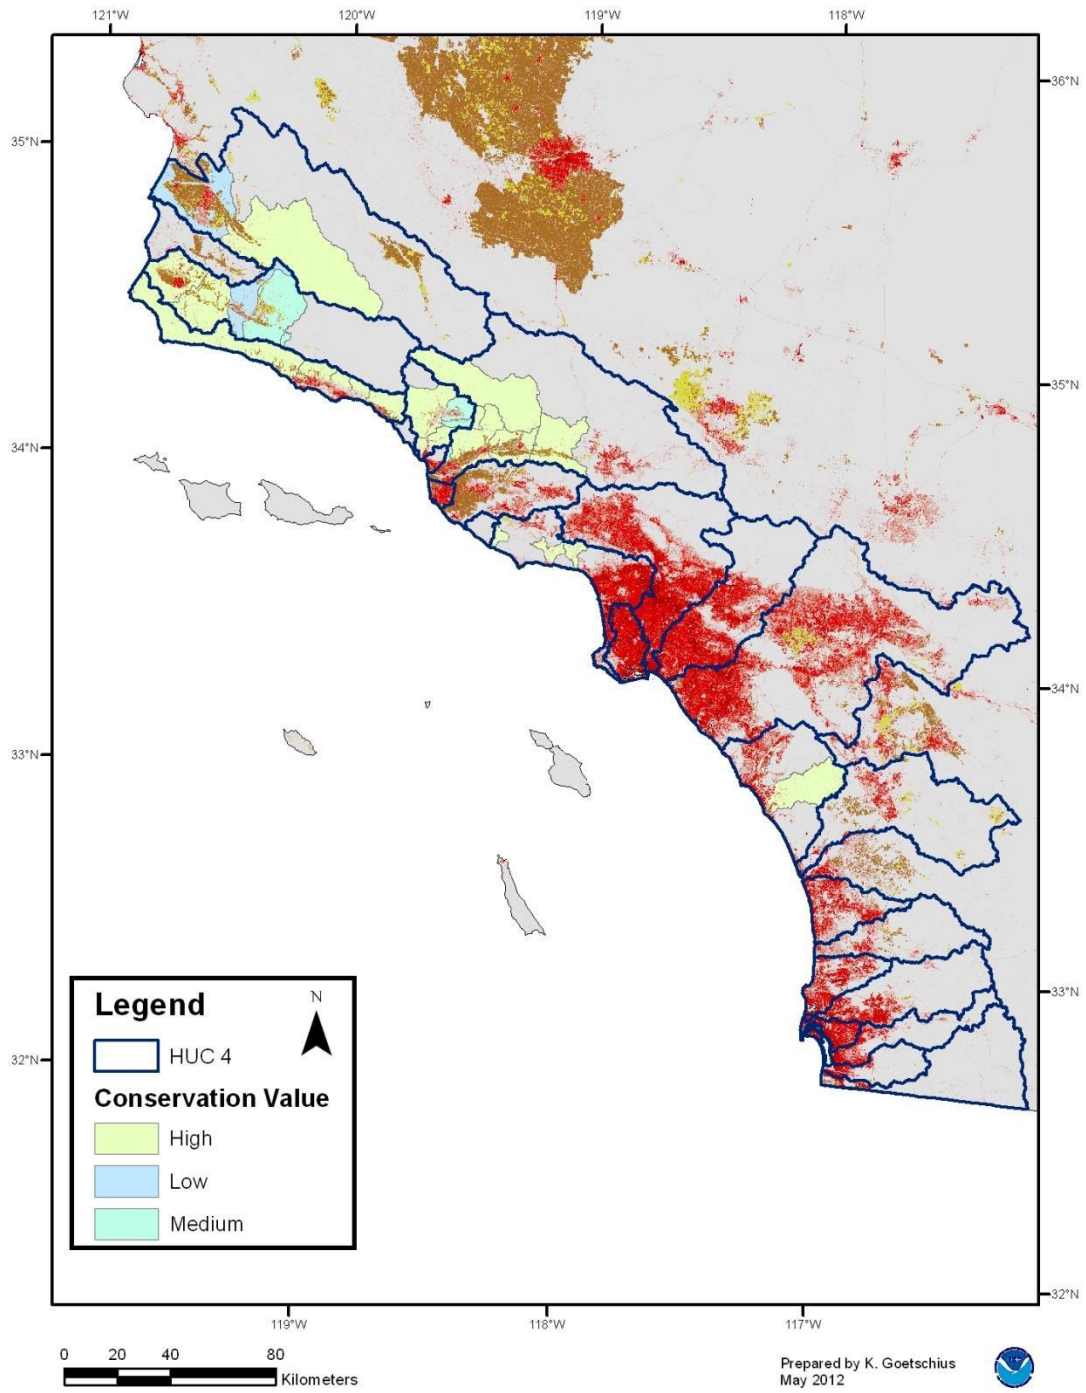 121°W 120°W 119°W 118°W
36°N
35°N
35°N
34°N
34°N
33°N
33°N
32°N
32°N
Legend
N
HUC 4
Conservation Value
High
Low
Medium
119°W 118°W 117°W
0 20 40 80
Kilometers
Prepared by K. Goetschius
May 2012